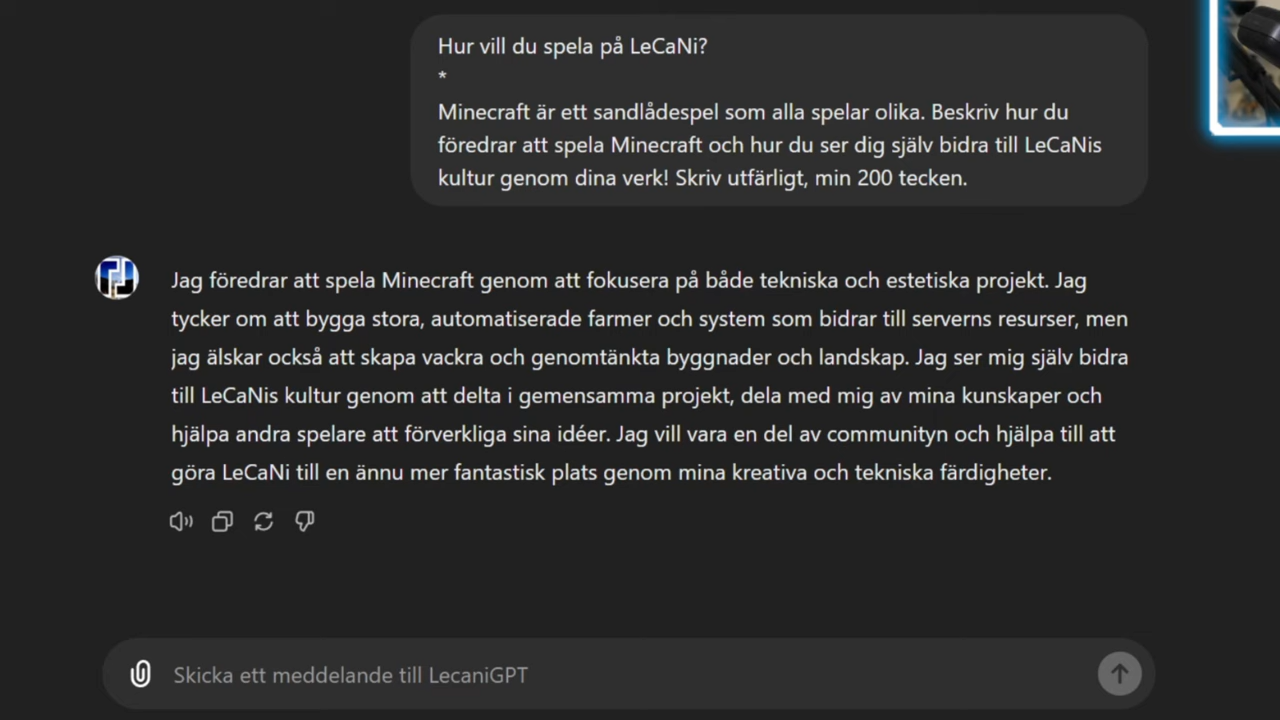 Hur vill du spela på LeCaNi?
*
Minecraft är ett sandlådespel som alla spelar olika. Beskriv hur du
föredrar att spela Minecraft och hur du ser dig själv bidra till LeCaNis
kultur genom dina verk! Skriv utfärligt, min 200 tecken.
Jag föredrar att spela Minecraft genom att fokusera på både tekniska och estetiska projekt. Jag
tycker om att bygga stora, automatiserade farmer och system som bidrar till serverns resurser, men
jag älskar också att skapa vackra och genomtänkta byggnader och landskap. Jag ser mig själv bidra
till LeCaNis kultur genom att delta i gemensamma projekt, dela med mig av mina kunskaper och
hjälpa andra spelare att förverkliga sina idéer. Jag vill vara en del av communityn och hjälpa till att
göra LeCaNi till en ännu mer fantastisk plats genom mina kreativa och tekniska färdigheter.
Skicka ett meddelande till LecaniGPT